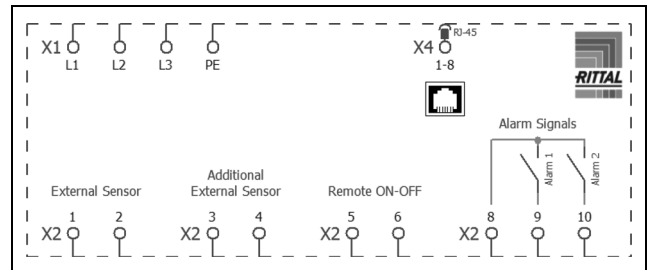 X1 L1 L2 L3 PE
RJ-45
X4
1-8
RITTAL
Alarm Signals
Alarm 1
Alarm 2
Additional
External Sensor
External Sensor
Remote ON-OFF
1 2 3 4 5 6 8 9 10
X2 X2 X2 X2